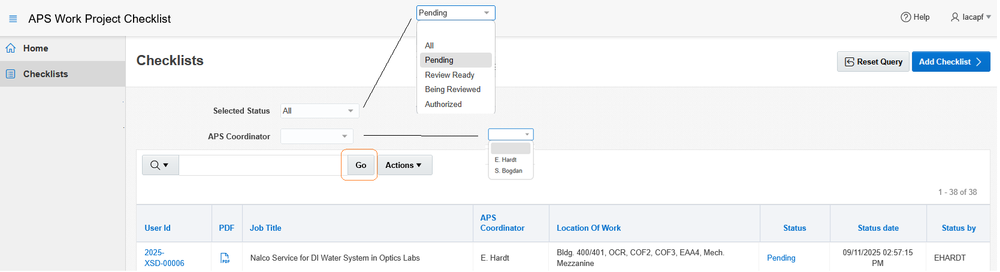 APS Work Project Checklist
Pending
Help
lacapf
Home
Checklists
Checklists
All
Pending
Review Ready
Being Reviewed
Authorized
Reset Query
Add Checklist
Selected Status
All
APS Coordinator
E. Hardt
S. Bogdan
Go
Actions
1 - 38 of 38
User Id
PDF
Job Title
APS
Coordinator
Location Of Work
Status
Status date
Status by
2025-
XSD-00006
PDF
Nalco Service for DI Water System in Optics Labs
E. Hardt
Bldg. 400/401, OCR, COF2, COF3, EAA4, Mech.
Mezzanine
Pending
09/11/2025 02:57:15
PM
EHARDT